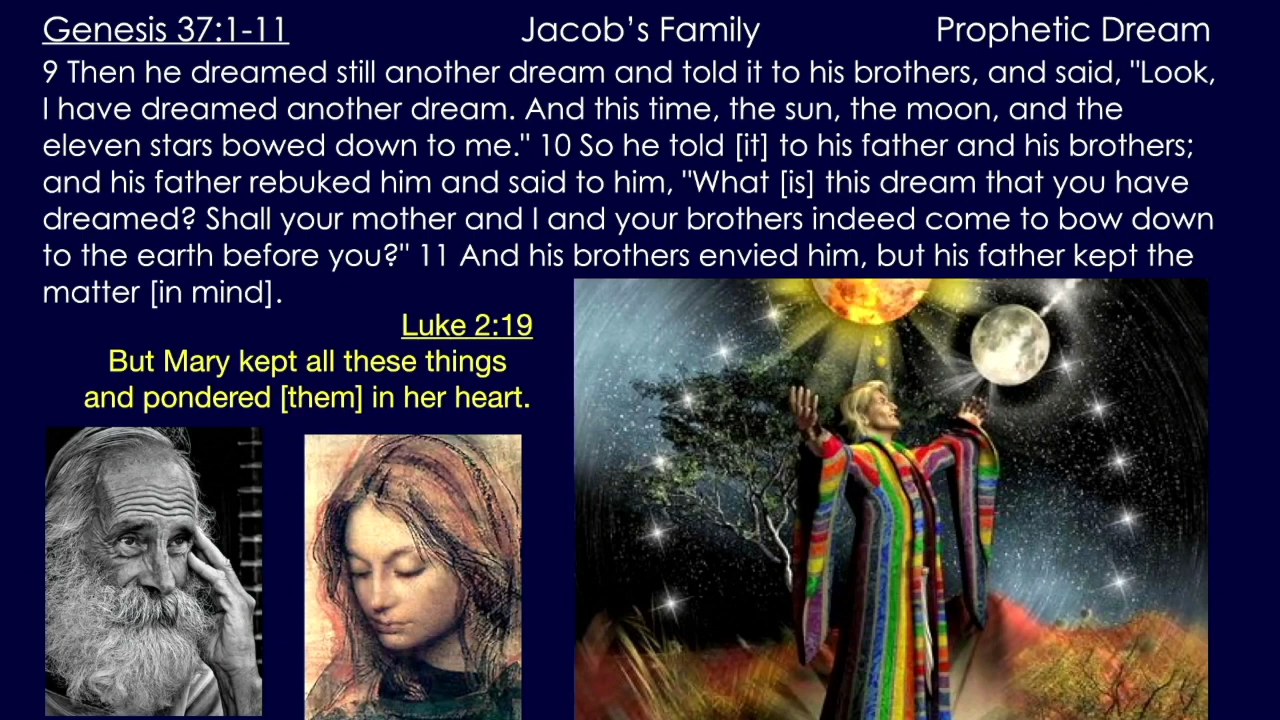 Genesis 37:1-11 Jacob’s Family Prophetic Dream
9 Then he dreamed still another dream and told it to his brothers, and said, "Look,
I have dreamed another dream. And this time, the sun, the moon, and the
eleven stars bowed down to me." 10 So he told [it] to his father and his brothers;
and his father rebuked him and said to him, "What [is] this dream that you have
dreamed? Shall your mother and I and your brothers indeed come to bow down
to the earth before you?" 11 And his brothers envied him, but his father kept the
matter [in mind].
Luke 2:19
But Mary kept all these things
and pondered [them] in her heart.